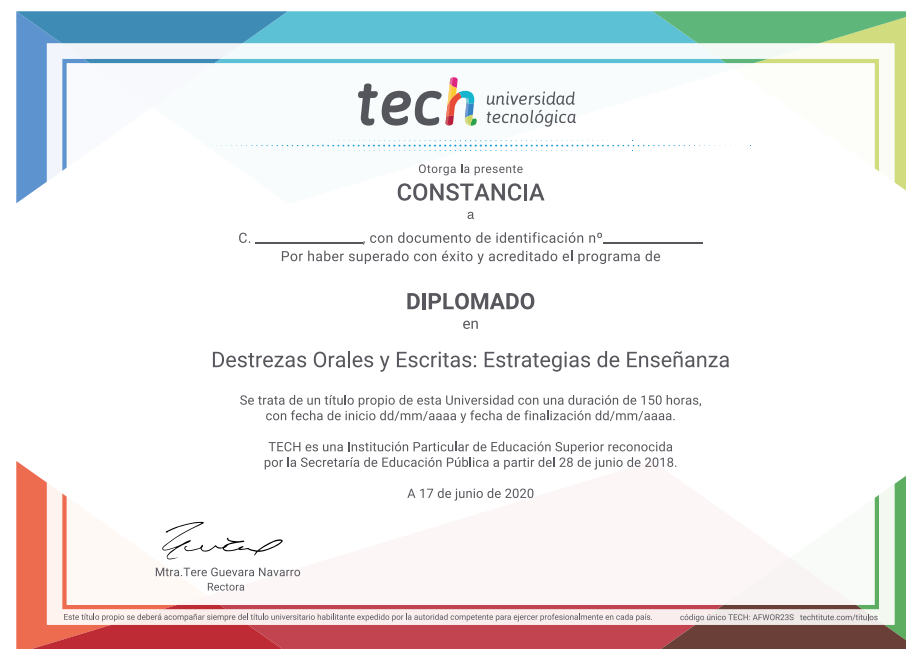 tech universidad
tecnológica
Otorga la presente
CONSTANCIA
a
C. ______________, con documento de identificación nº_____________
Por haber superado con éxito y acreditado el programa de
DIPLOMADO
en
Destrezas Orales y Escritas: Estrategias de Enseñanza
Se trata de un título propio de esta Universidad con una duración de 150 horas,
con fecha de inicio dd/mm/aaaa y fecha de finalización dd/mm/aaaa.
TECH es una Institución Particular de Educación Superior reconocida
por la Secretaría de Educación Pública a partir del 28 de junio de 2018.
A 17 de junio de 2020
Mtra.Tere Guevara Navarro
Rectora
Este título propio se deberá acompañar siempre del título universitario habilitante expedido por la autoridad competente para ejercer profesionalmente en cada país. código único TECH: AFWOR23S techtitute.com/titulos